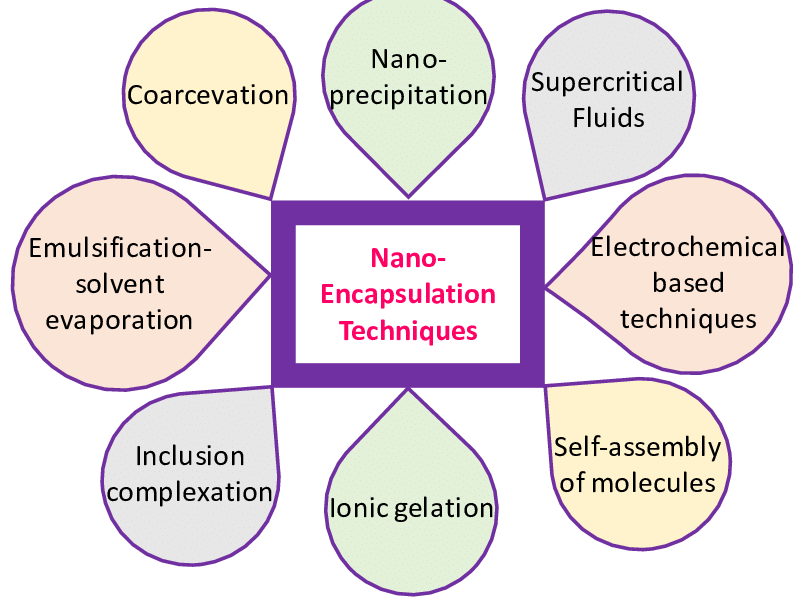 Nano-
precipitation
Coarcevation
Supercritical
Fluids
Emulsification-
solvent
evaporation
Nano-
Encapsulation
Techniques
Electrochemical
based
techniques
Inclusion
complexation
Ionic gelation
Self-assembly
of molecules